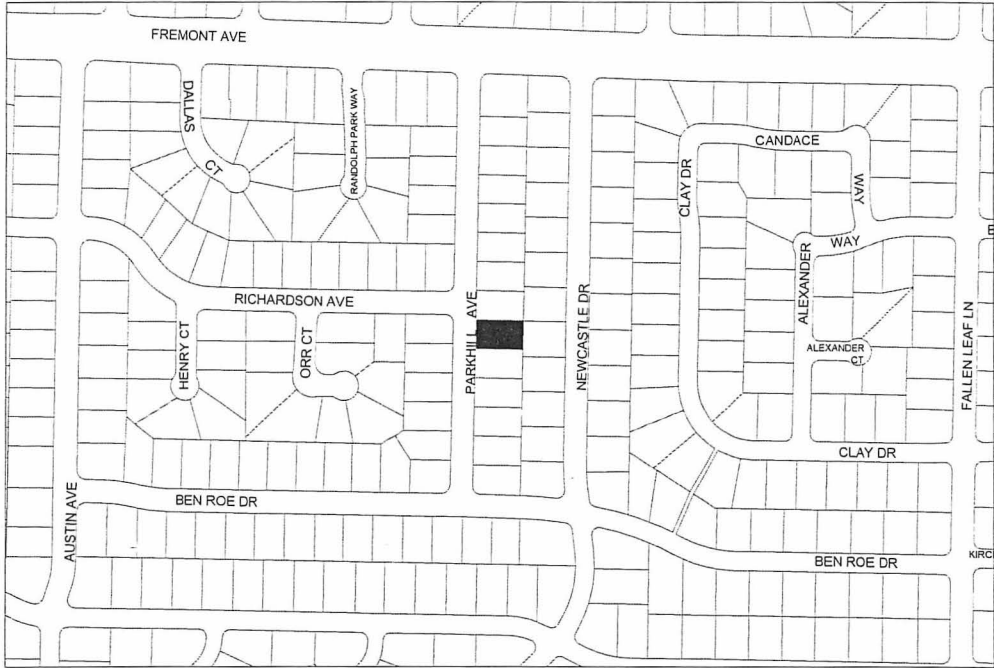 FREMONT AVE
DALLAS
CT
RANDOLPH PARK WAY
CANDACE
WAY
CLAY DR
WAY
ALEXANDER
RICHARDSON AVE
PARKHILL AVE
NEWCASTLE DR
HENRY CT
ORR CT
ALEXANDER
CT.
FALLEN LEAF LN
CLAY DR
BEN ROE DR
AUSTIN AVE
BEN ROE DR
KIRC